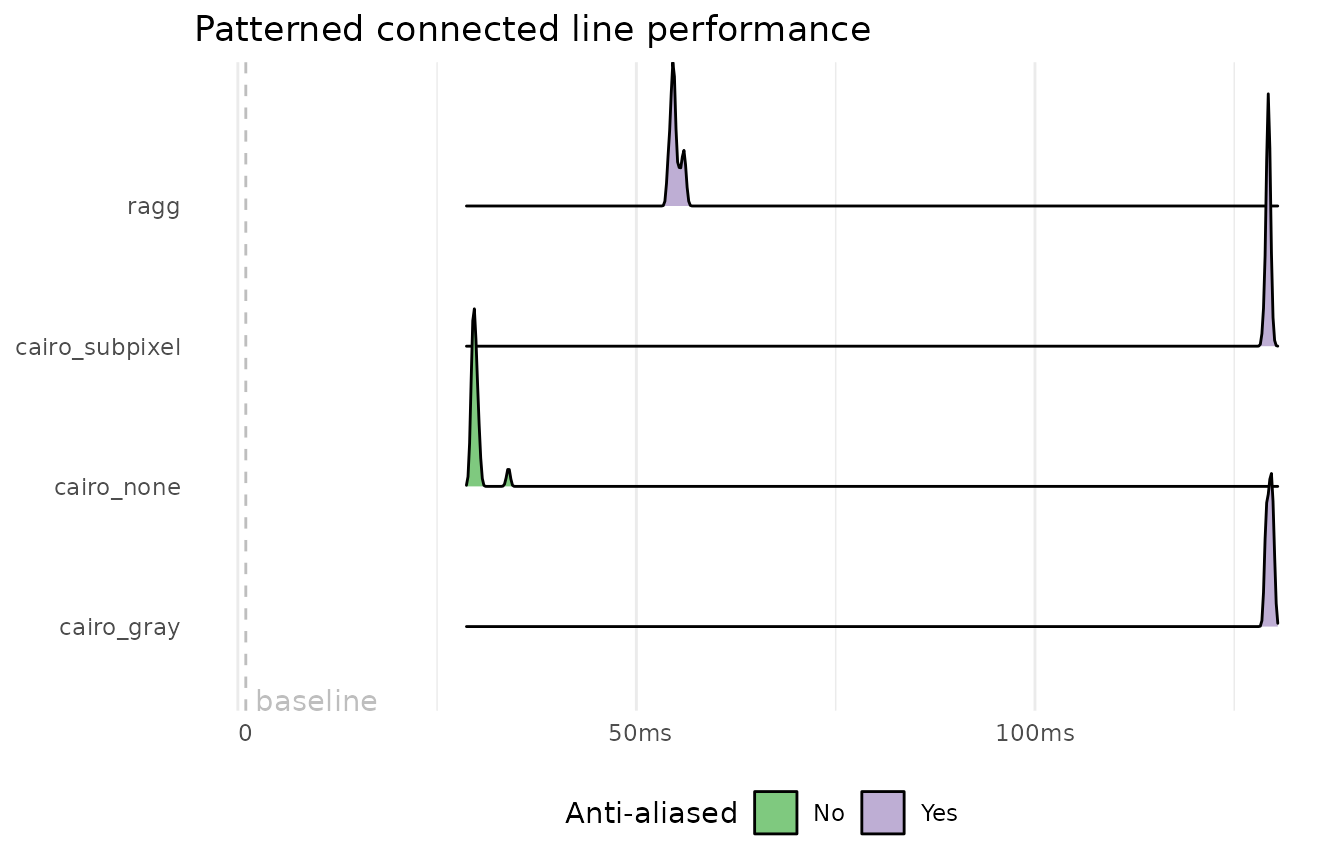 Patterned connected line performance
ragg
cairo_subpixel
cairo_none
cairo_gray
baseline
0 50ms 100ms
Anti-aliased No Yes